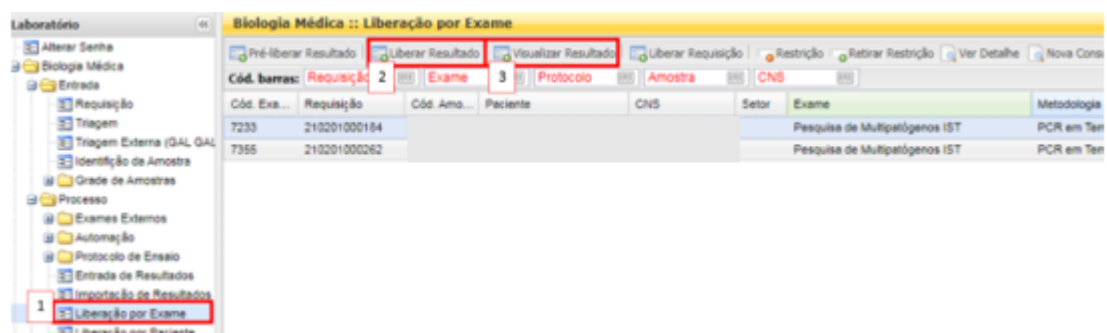 Laboratório
Alterar Senha
Biologia Médica
Entrada
Requisição
Triagem
Triagem Externa (GAL GAL
Identifição da Amostra
Grade de Amostras
Processo
Exames Externos
Automação
Protocolo de Ensaio
Entrada de Resultados
Importação de Resultados
1 Liberação por Exame
Liberação por Paciente
Biologia Médica :: Liberação por Exame
Pré-liberar Resultado Liberar Resultado Visualizar Resultado Liberar Requisição Restrição Retirar Restrição Ver Detalhe Nova Cons
Cód. barras: Requisição 2 Exame 3 Protocolo Amostra CNS
Cód. Exa... Requisição Cód. Amo... Paciente CNS Setor Exame Metodologia
7233 210201000184 Pesquisa de Multipatógenos IST PCR em Tem
7355 210201000262 Pesquisa de Multipatógenos IST PCR em Tem